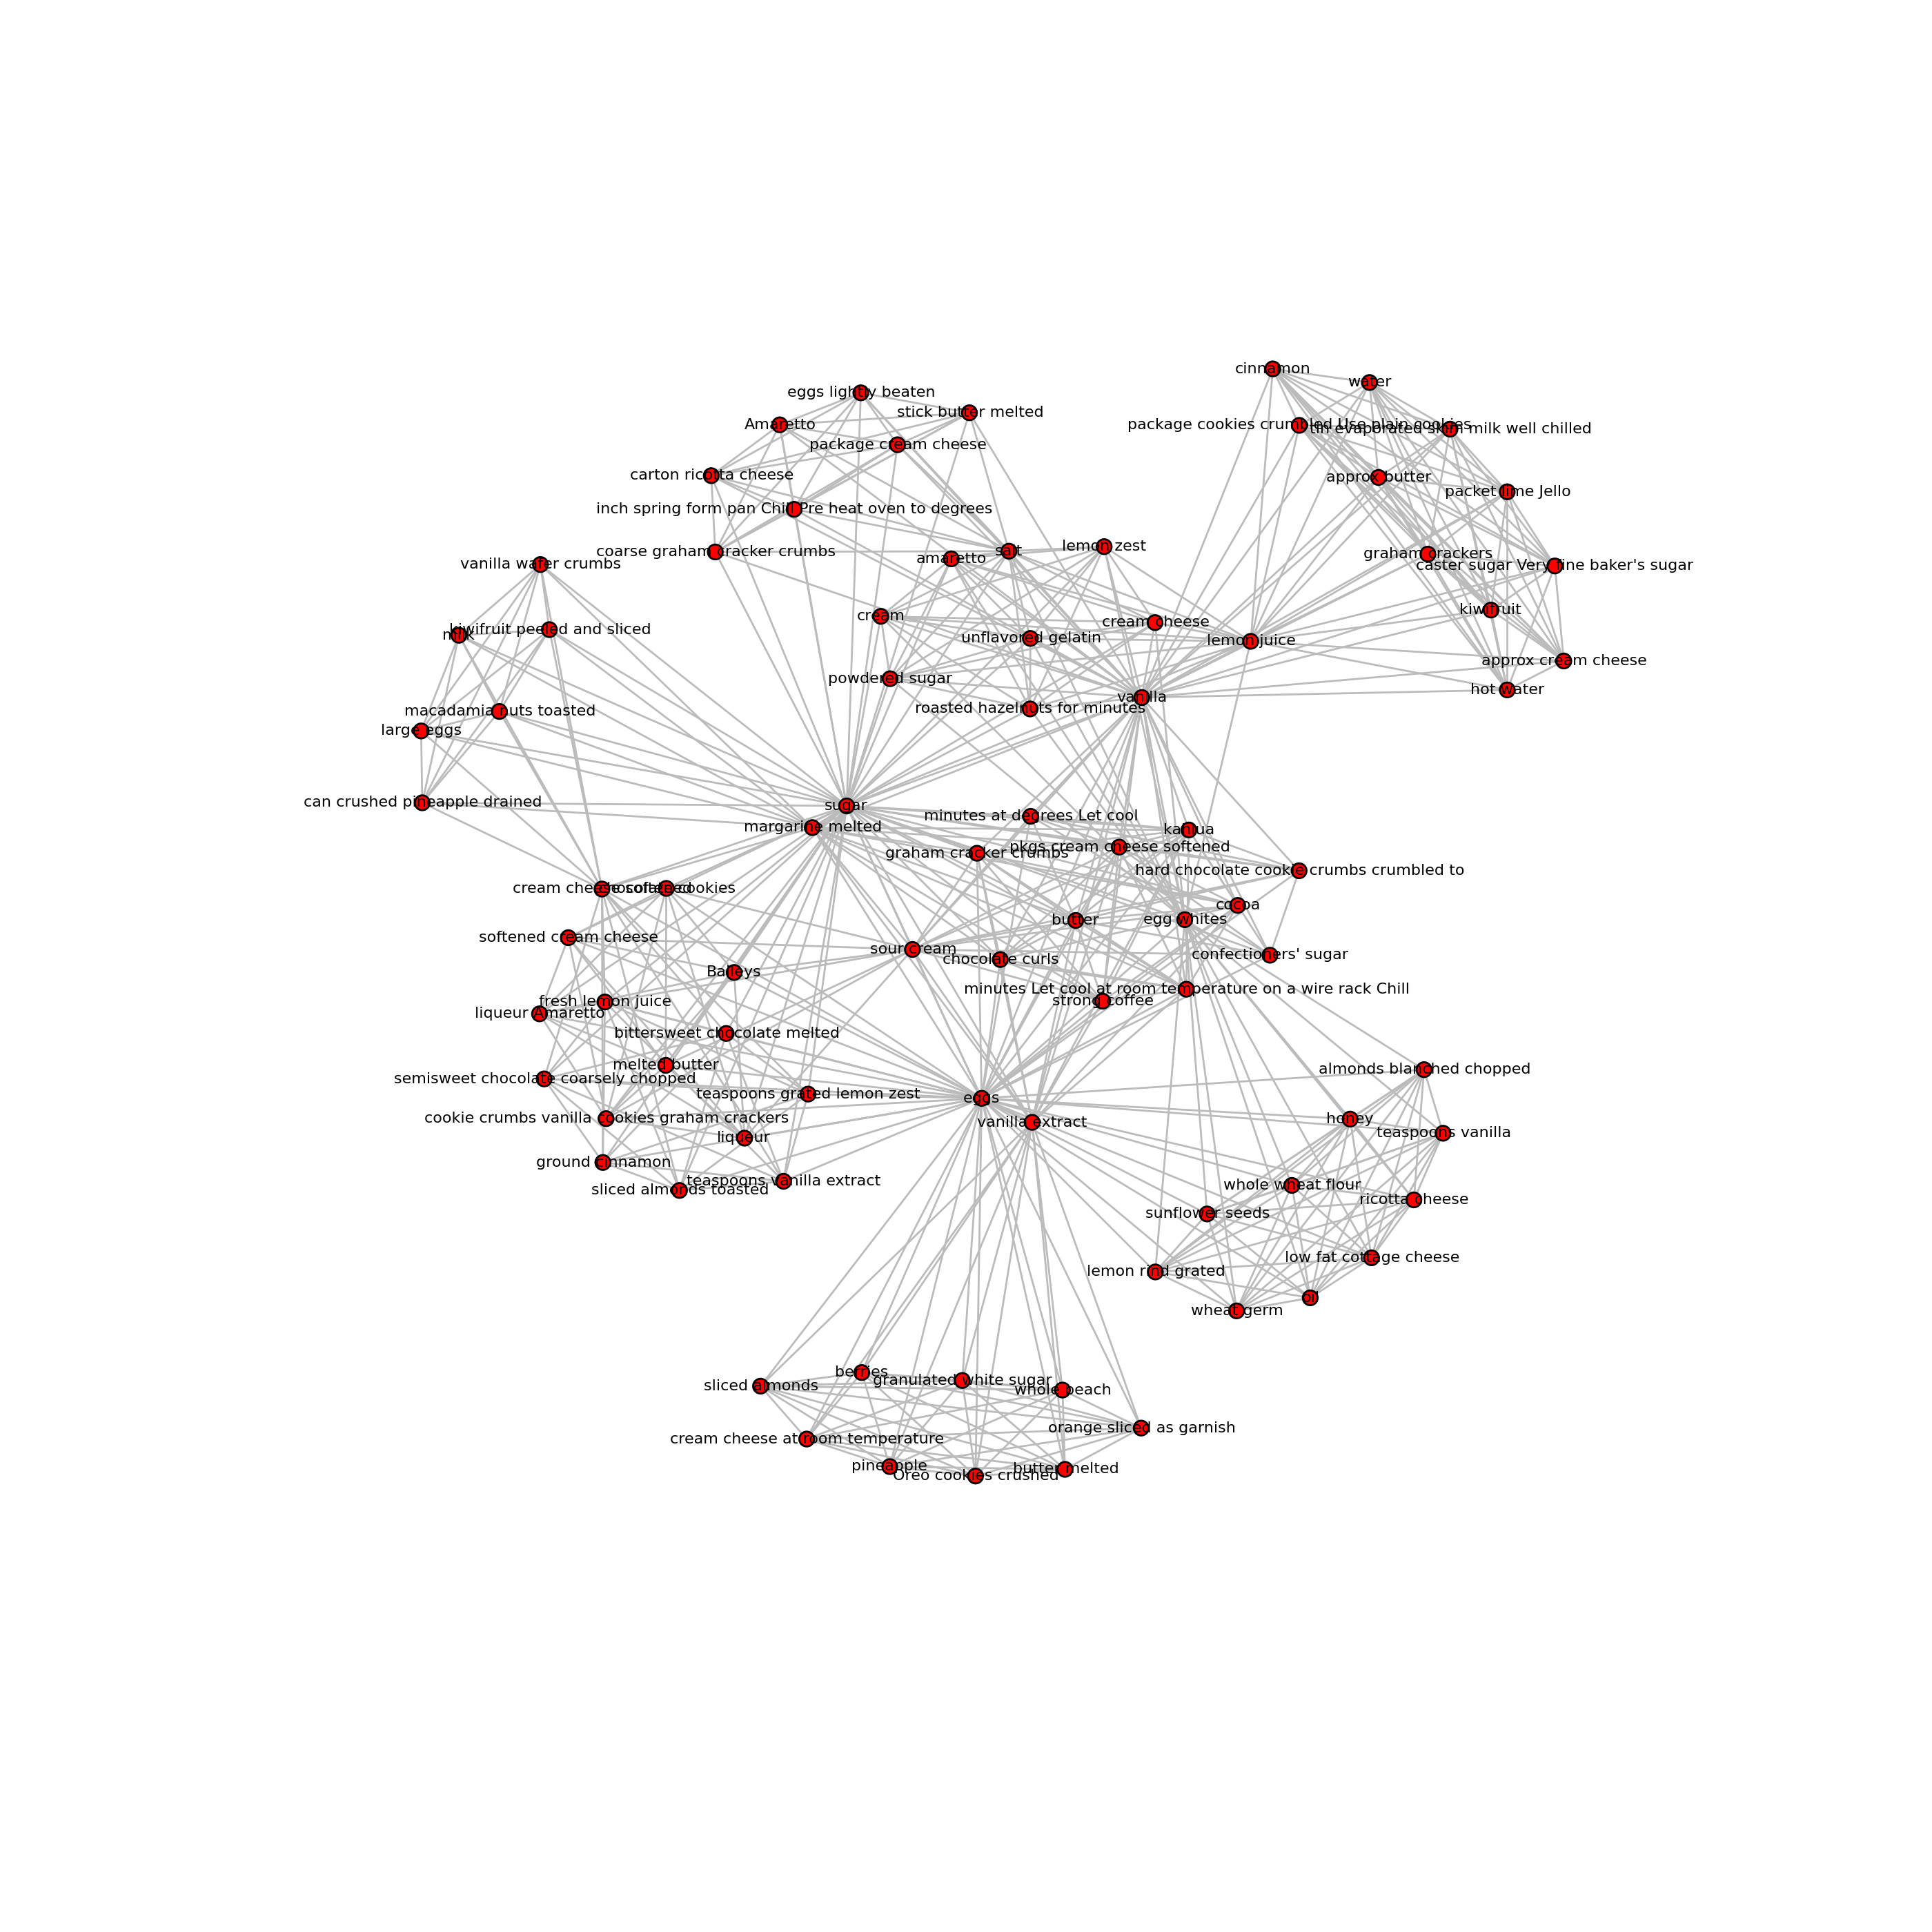 cinnamon
water
eggs lightly beaten
stick butter melted
Amaretto
package cookies crumbled Use plain cookies
tin evaporated skim milk well chilled
package cream cheese
carton ricotta cheese
approx butter
packet lime Jello
inch spring form pan Chill Pre heat oven to degrees
coarse graham cracker crumbs
salt
lemon zest
amaretto
graham crackers
vanilla wafer crumbs
caster sugar Very fine baker's sugar
kiwifruit
cream
cream cheese
kiwifruit peeled and sliced
milk
unflavored gelatin
lemon juice
approx cream cheese
powdered sugar
hot water
vanilla
roasted hazelnuts for minutes
macadamia nuts toasted
large eggs
can crushed pineapple drained
sugar
minutes at degrees Let cool
margarine melted
kahlua
pkgs cream cheese softened
graham cracker crumbs
hard chocolate cookie crumbs crumbled to
cream cheese softened
chocolate cookies
cocoa
butter
egg whites
softened cream cheese
sour cream
chocolate curls
confectioners' sugar
Baileys
minutes Let cool at room temperature on a wire rack Chill
strong coffee
fresh lemon juice
liqueur Amaretto
bittersweet chocolate melted
melted butter
almonds blanched chopped
semisweet chocolate coarsely chopped
teaspoons grated lemon zest
eggs
cookie crumbs vanilla cookies graham crackers
vanilla extract
honey
teaspoons vanilla
liqueur
ground cinnamon
teaspoons vanilla extract
sliced almonds toasted
whole wheat flour
ricotta cheese
sunflower seeds
low fat cottage cheese
lemon rind grated
oil
wheat germ
berries
granulated white sugar
sliced almonds
whole peach
orange sliced as garnish
cream cheese at room temperature
pineapple
butter melted
Oreo cookies crushed